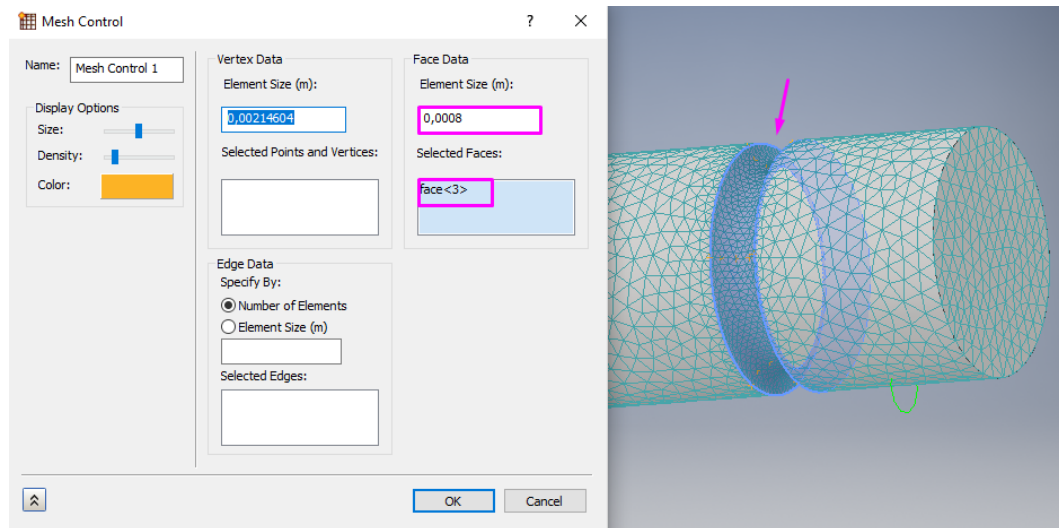 Mesh Control
?
Name:
Mesh Control 1
Display Options
Size:
Density:
Color:
Vertex Data
Element Size (m):
0,00214604
Selected Points and Vertices:
Face Data
Element Size (m):
0,0008
Selected Faces:
face<3>
Edge Data
Specify By:
Number of Elements
Element Size (m)
Selected Edges:
OK
Cancel